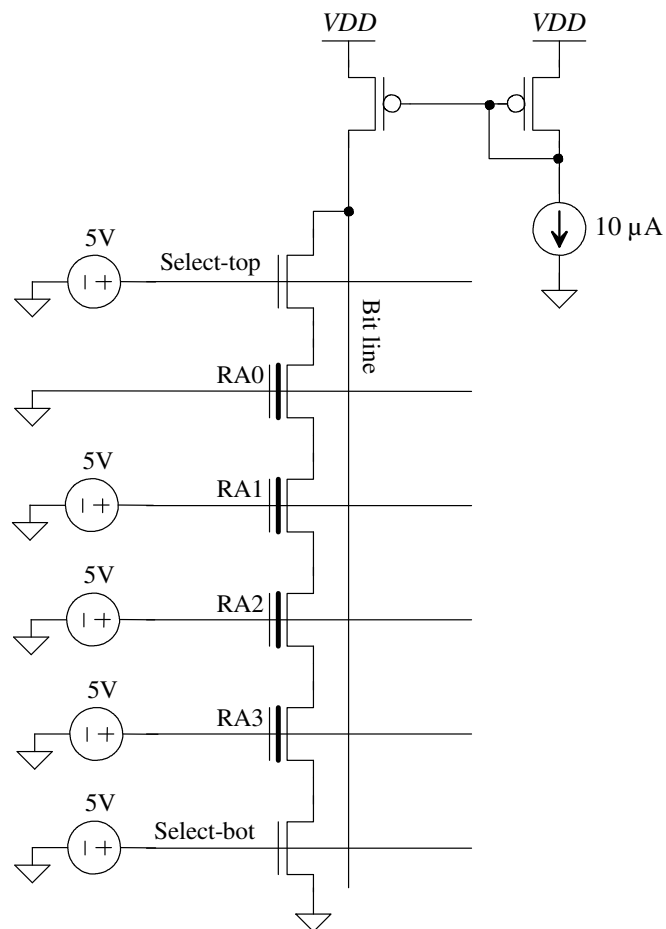 VDD
VDD
10 µA
5V
Select-top
Bit line
RA0
5V
RA1
5V
RA2
5V
RA3
5V
Select-bot